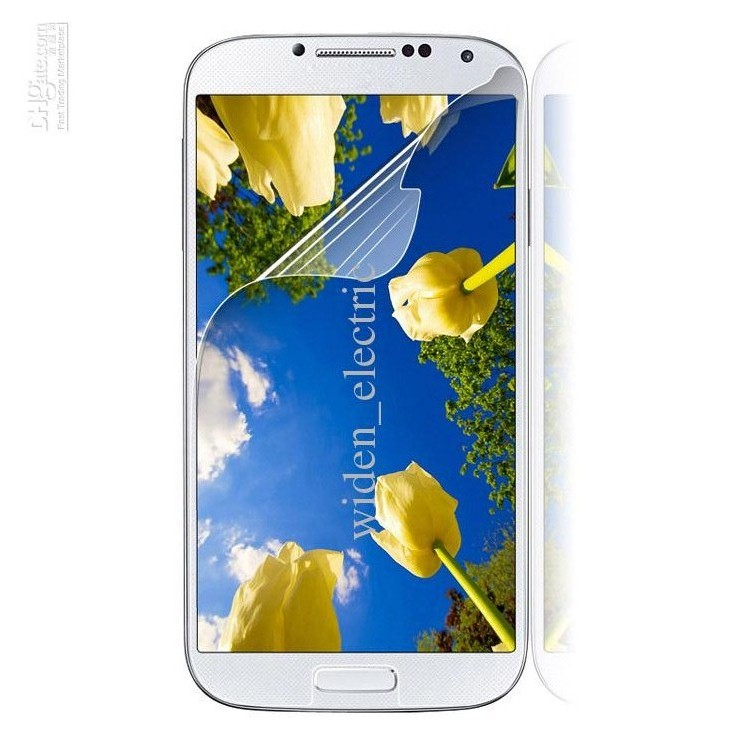 DHgate.com
Fast Trading Marketplace
widen_electric